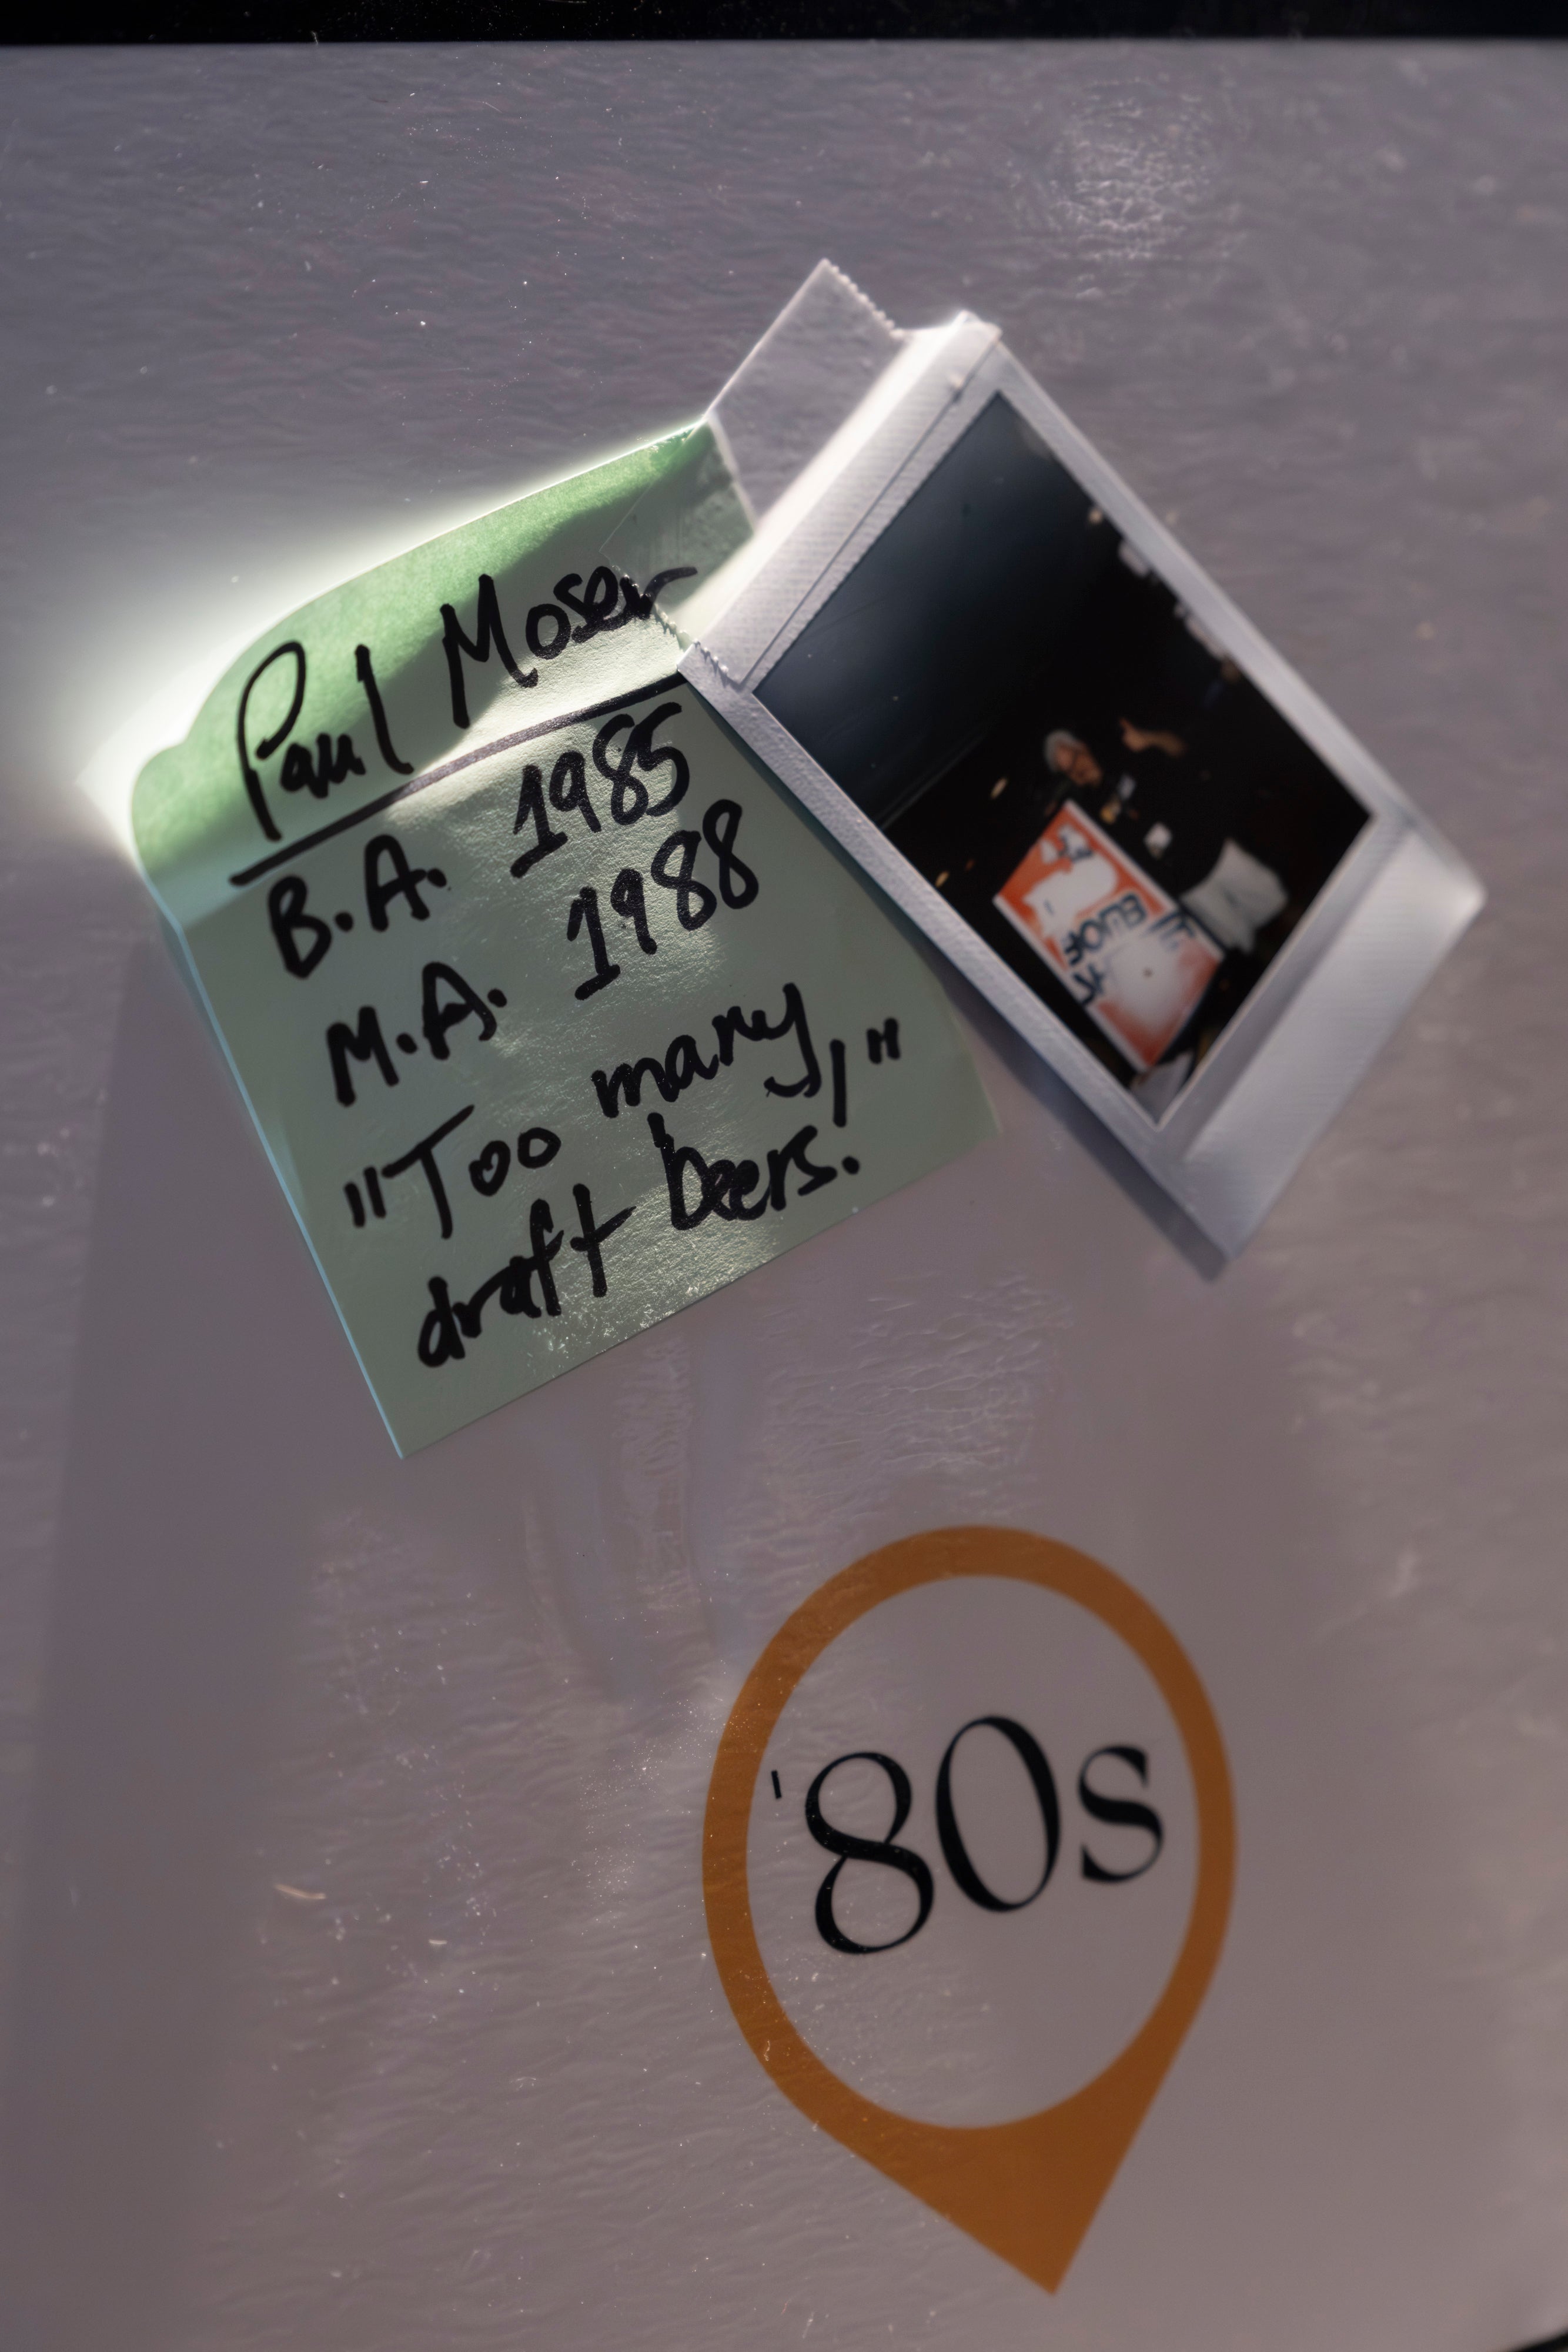 Paul Moser
B.A. 1985
M.A. 1988
"Too many
draft beers.!"
'80s